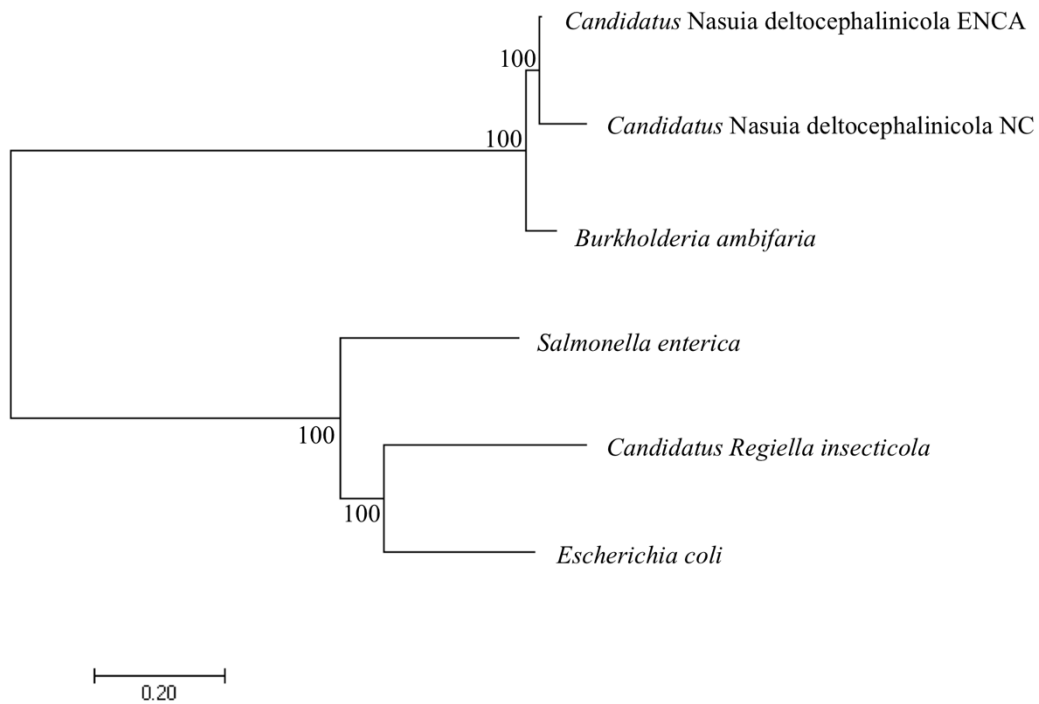 Candidatus Nasuia deltocephalinicola ENCA
100
Candidatus Nasuia deltocephalinicola NC
100
Burkholderia ambifaria
Salmonella enterica
100
Candidatus Regiella insecticola
100
Escherichia coli
0.20